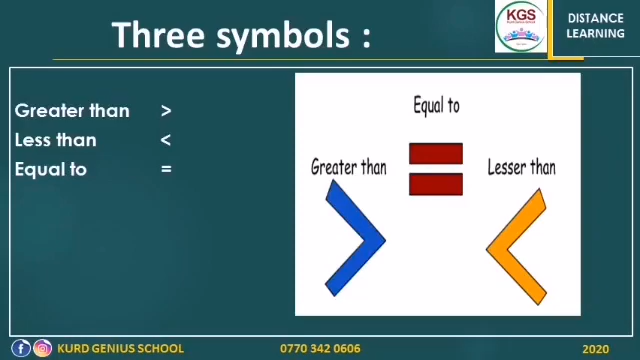 Three symbols :
KGS
DISTANCE
LEARNING
Greater than >
Less than <
Equal to =
Equal to
Greater than
Lesser than
KURD GENIUS SCHOOL
0770 342 0606
2020